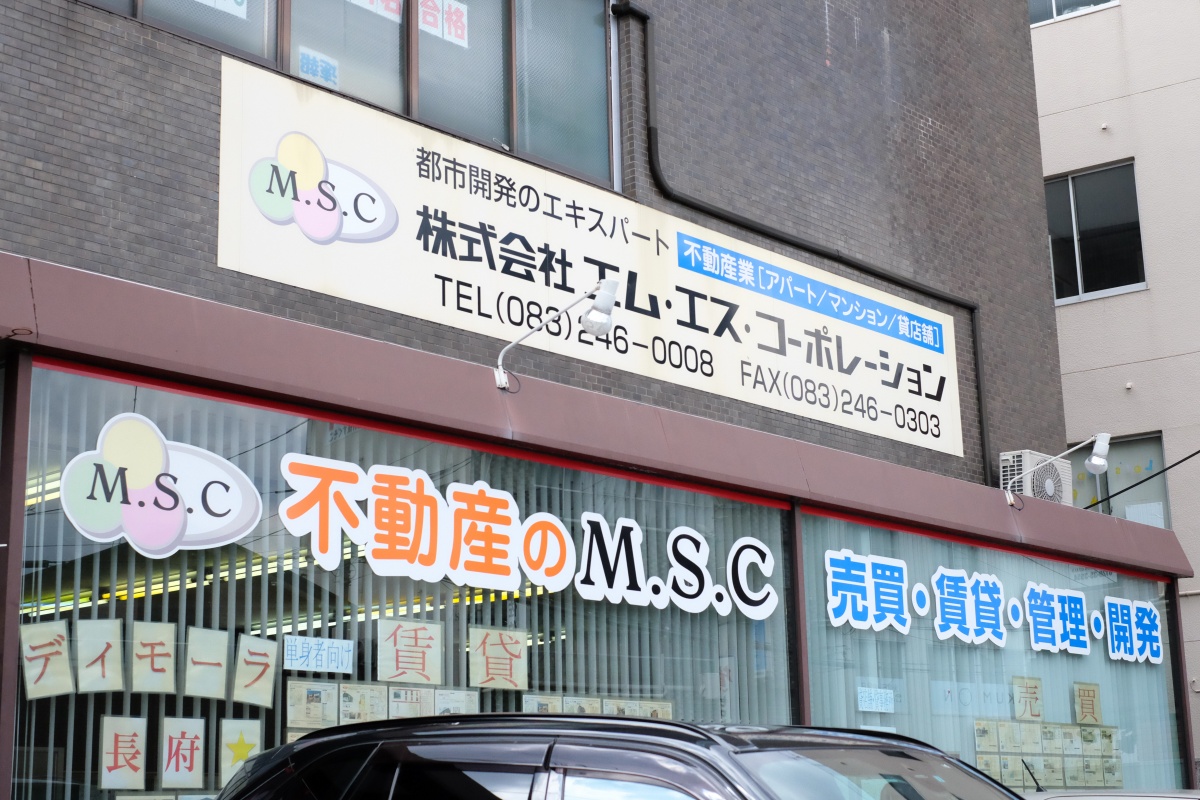 合格
M.S.C
都市開発のエキスパート
不動産業[アパート/マンション/貸店舗]
株式会社エム・エス・コーポレーション
TEL(083)246-0008 FAX(083)246-0303
M.S.C
不動産のM.S.C
売買・賃貸・管理・開発
ディモーラ
単身者向け
賃貸
長府
売買